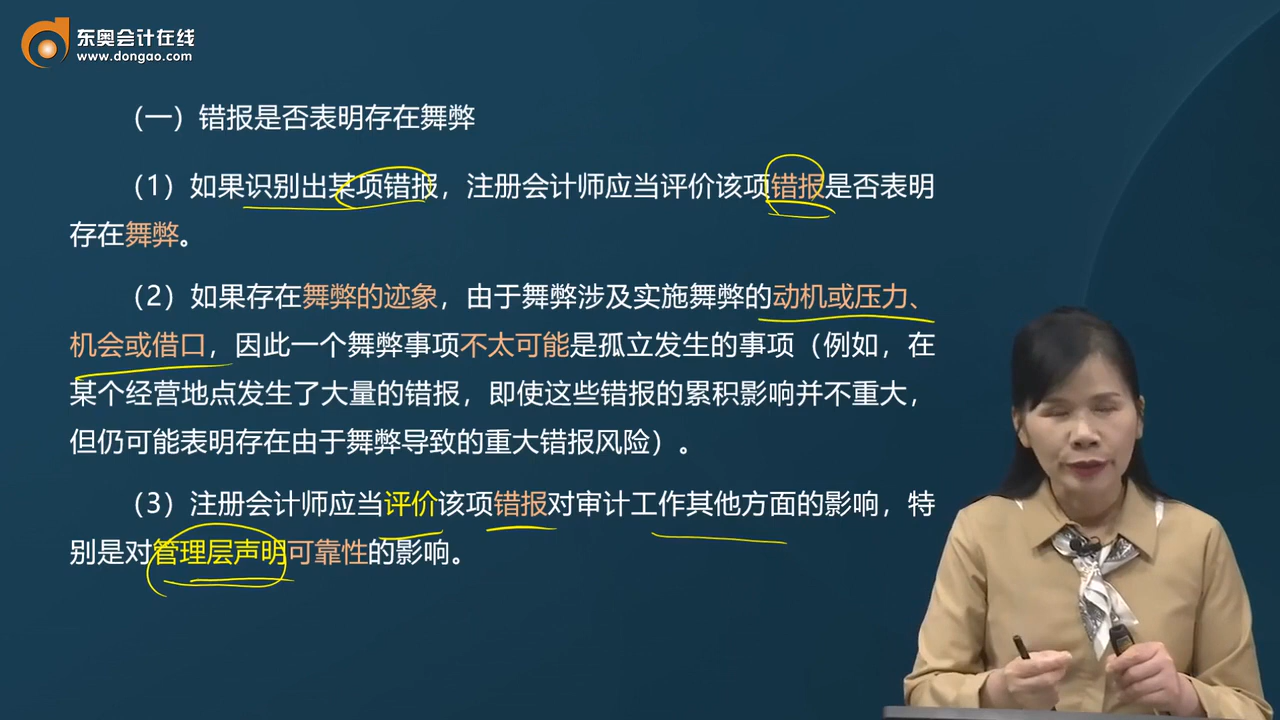 东奥会计在线
www.dongao.com
（一）错报是否表明存在舞弊
（1）如果识别出某项错报，注册会计师应当评价该项错报是否表明
存在舞弊。
（2）如果存在舞弊的迹象，由于舞弊涉及实施舞弊的动机或压力、
机会或借口，因此一个舞弊事项不太可能是孤立发生的事项（例如，在
某个经营地点发生了大量的错报，即使这些错报的累积影响并不重大，
但仍可能表明存在由于舞弊导致的重大错报风险）。
（3）注册会计师应当评价该项错报对审计工作其他方面的影响，特
别是对管理层声明可靠性的影响。